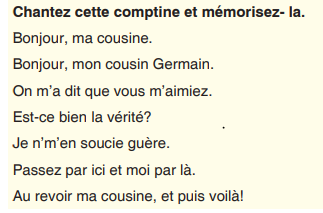 Chantez cette comptine et mémorisez- la.
Bonjour, ma cousine.
Bonjour, mon cousin Germain.
On m'a dit que vous m'aimiez.
Est-ce bien la vérité?
Je n'm'en soucie guère.
Passez par ici et moi par là.
Au revoir ma cousine, et puis voilà!